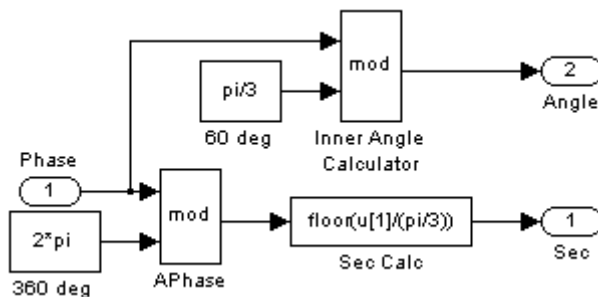 mod
pi/3
2
Angle
60 deg
Inner Angle
Calculator
Phase
1
mod
floor(u[1]/(pi/3))
1
2*pi
APhase
Sec Calc
Sec
360 deg